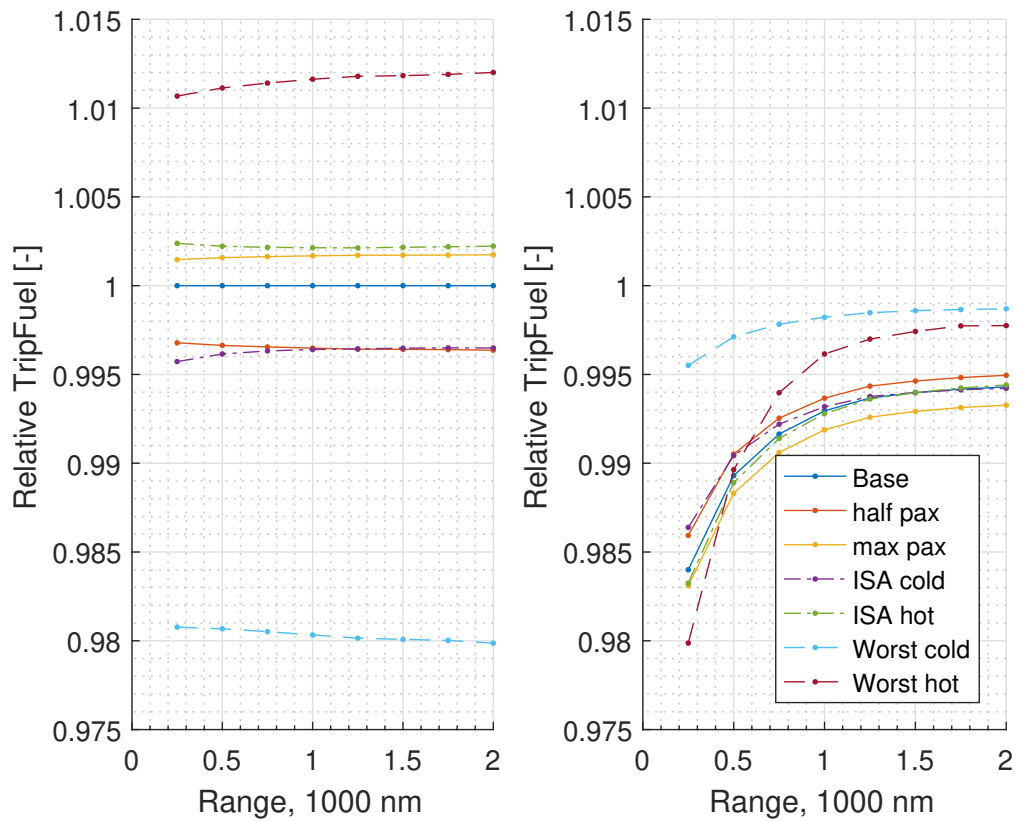 1.015
1.01
1.005
1
0.995
0.99
0.985
0.98
0.975
0
0.5
1
1.5
2
Relative TripFuel [-]
Range, 1000 nm
1.015
1.01
1.005
1
0.995
0.99
0.985
0.98
0.975
0
0.5
1
1.5
2
Relative TripFuel [-]
Range, 1000 nm
Base
half pax
max pax
ISA cold
ISA hot
Worst cold
Worst hot